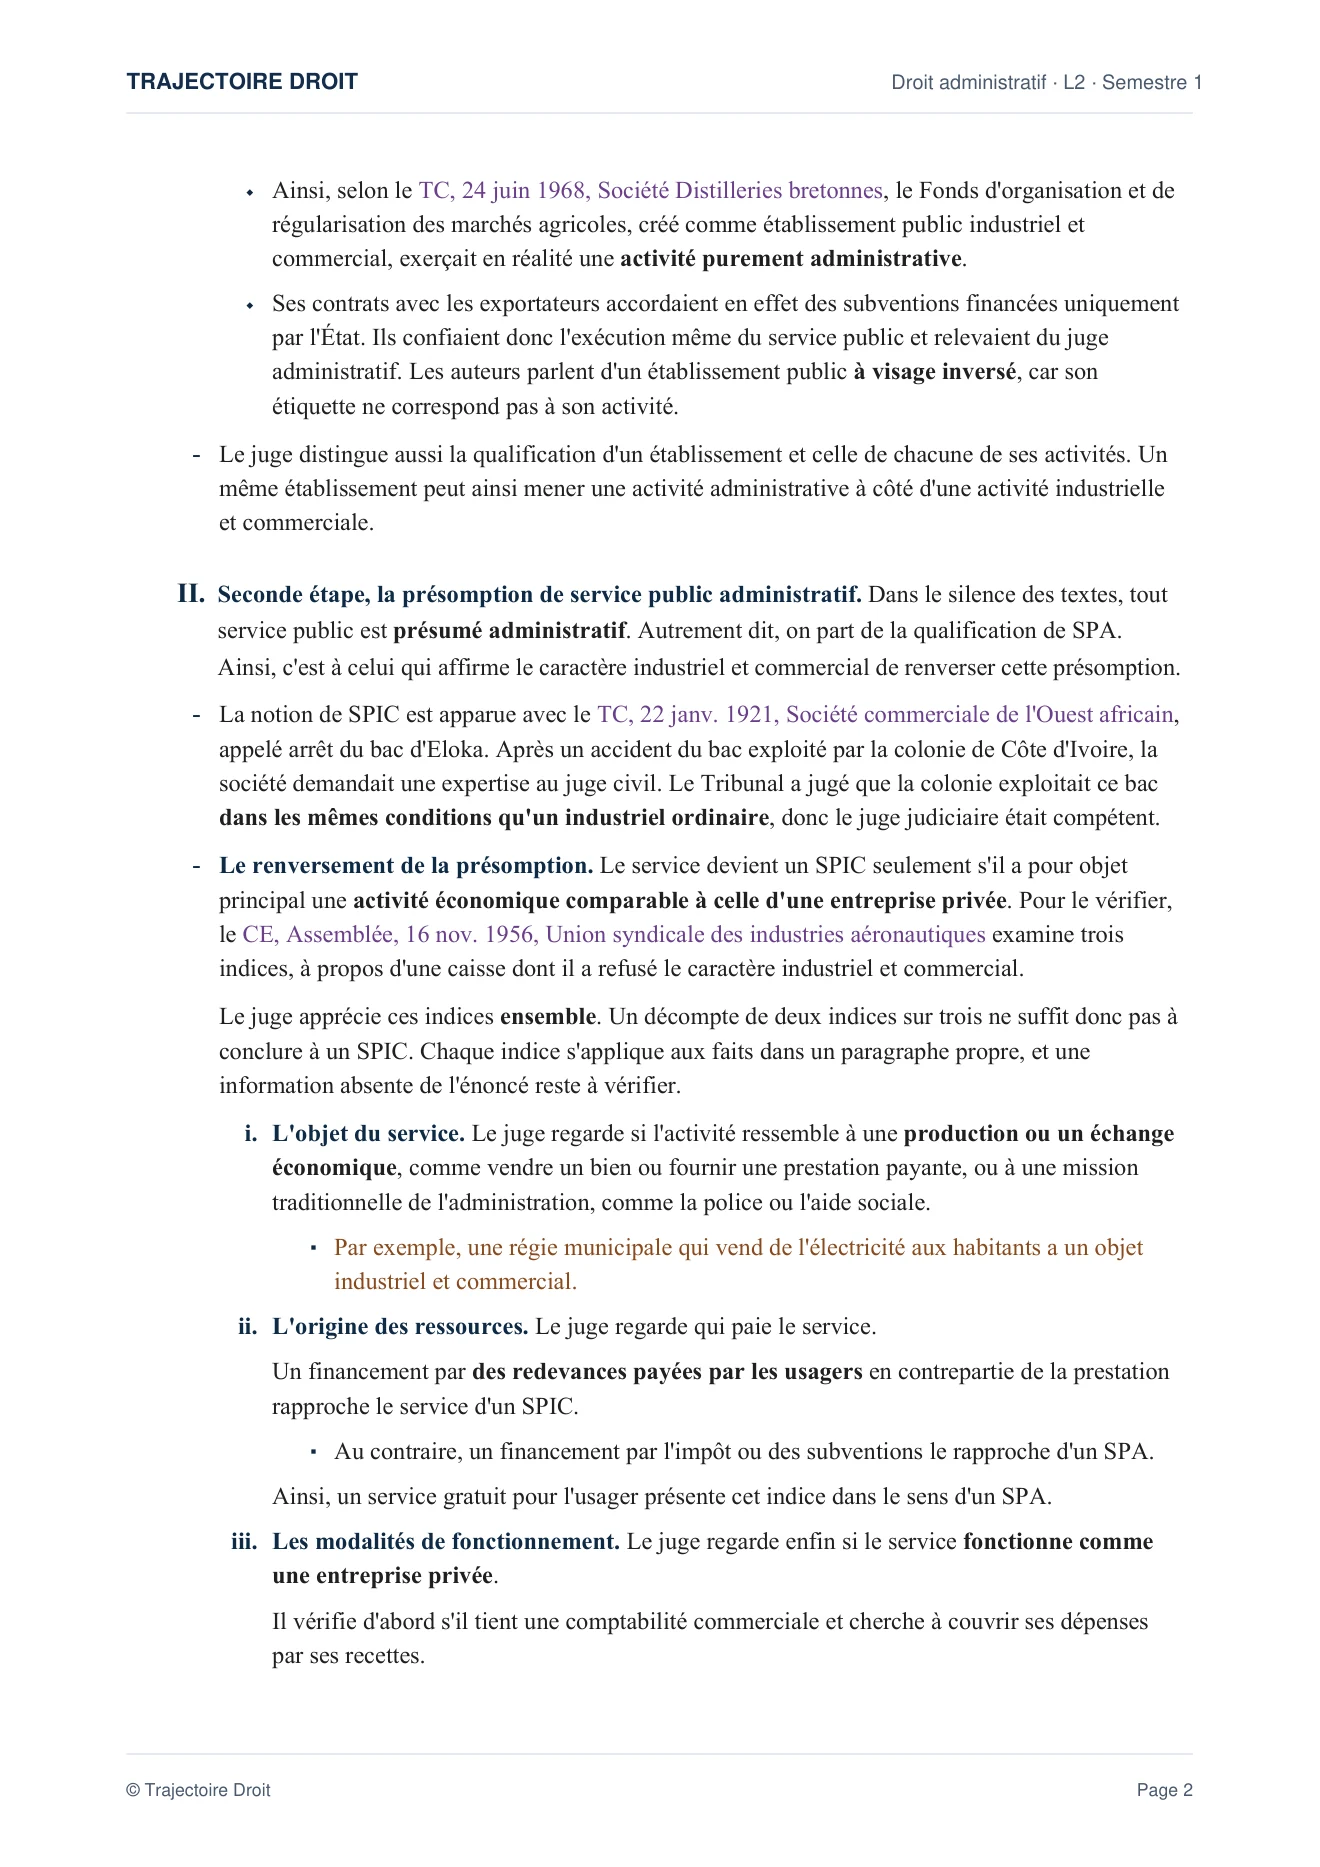 TRAJECTOIRE DROIT
Droit administratif · L2 · Semestre 1
Ainsi, selon le TC, 24 juin 1968, Société Distilleries bretonnes, le Fonds d'organisation et de
régularisation des marchés agricoles, créé comme établissement public industriel et
commercial, exerçait en réalité une activité purement administrative.
Ses contrats avec les exportateurs accordaient en effet des subventions financées uniquement
par l'État. Ils confiaient donc l'exécution même du service public et relevaient du juge
administratif. Les auteurs parlent d'un établissement public à visage inversé, car son
étiquette ne correspond pas à son activité.
- Le juge distingue aussi la qualification d'un établissement et celle de chacune de ses activités. Un
même établissement peut ainsi mener une activité administrative à côté d'une activité industrielle
et commerciale.
II. Seconde étape, la présomption de service public administratif. Dans le silence des textes, tout
service public est présumé administratif. Autrement dit, on part de la qualification de SPA.
Ainsi, c'est à celui qui affirme le caractère industriel et commercial de renverser cette présomption.
- La notion de SPIC est apparue avec le TC, 22 janv. 1921, Société commerciale de l'Ouest africain,
appelé arrêt du bac d'Eloka. Après un accident du bac exploité par la colonie de Côte d'Ivoire, la
société demandait une expertise au juge civil. Le Tribunal a jugé que la colonie exploitait ce bac
dans les mêmes conditions qu'un industriel ordinaire, donc le juge judiciaire était compétent.
- Le renversement de la présomption. Le service devient un SPIC seulement s'il a pour objet
principal une activité économique comparable à celle d'une entreprise privée. Pour le vérifier,
le CE, Assemblée, 16 nov. 1956, Union syndicale des industries aéronautiques examine trois
indices, à propos d'une caisse dont il a refusé le caractère industriel et commercial.
Le juge apprécie ces indices ensemble. Un décompte de deux indices sur trois ne suffit donc pas à
conclure à un SPIC. Chaque indice s'applique aux faits dans un paragraphe propre, et une
information absente de l'énoncé reste à vérifier.
i. L'objet du service. Le juge regarde si l'activité ressemble à une production ou un échange
économique, comme vendre un bien ou fournir une prestation payante, ou à une mission
traditionnelle de l'administration, comme la police ou l'aide sociale.
Par exemple, une régie municipale qui vend de l'électricité aux habitants a un objet
industriel et commercial.
ii. L'origine des ressources. Le juge regarde qui paie le service.
Un financement par des redevances payées par les usagers en contrepartie de la prestation
rapproche le service d'un SPIC.
Au contraire, un financement par l'impôt ou des subventions le rapproche d'un SPA.
Ainsi, un service gratuit pour l'usager présente cet indice dans le sens d'un SPA.
iii. Les modalités de fonctionnement. Le juge regarde enfin si le service fonctionne comme
une entreprise privée.
Il vérifie d'abord s'il tient une comptabilité commerciale et cherche à couvrir ses dépenses
par ses recettes.
© Trajectoire Droit
Page 2